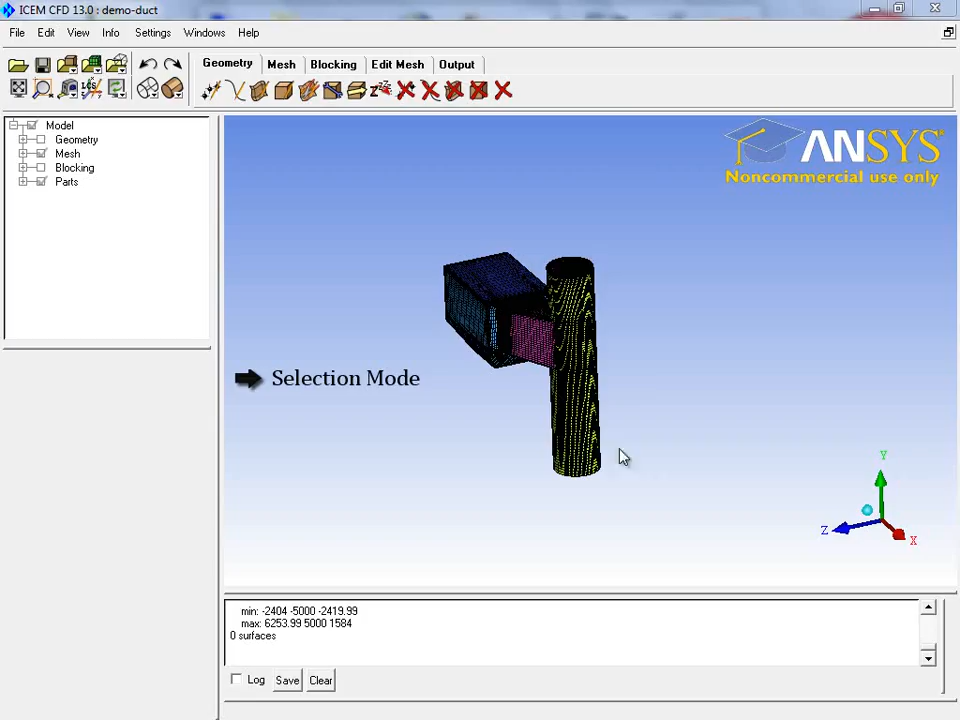 ICEM CFD 13.0 : demo-duct
File Edit View Info Settings Windows Help
Geometry Mesh Blocking Edit Mesh Output
LCS
Model
Geometry
Mesh
Blocking
Parts
ANSYS
Noncommercial use only
Selection Mode
Y
Z
X
min: -2404 -5000 -2419.99
max: 6253.99 5000 1584
0 surfaces
Log Save Clear